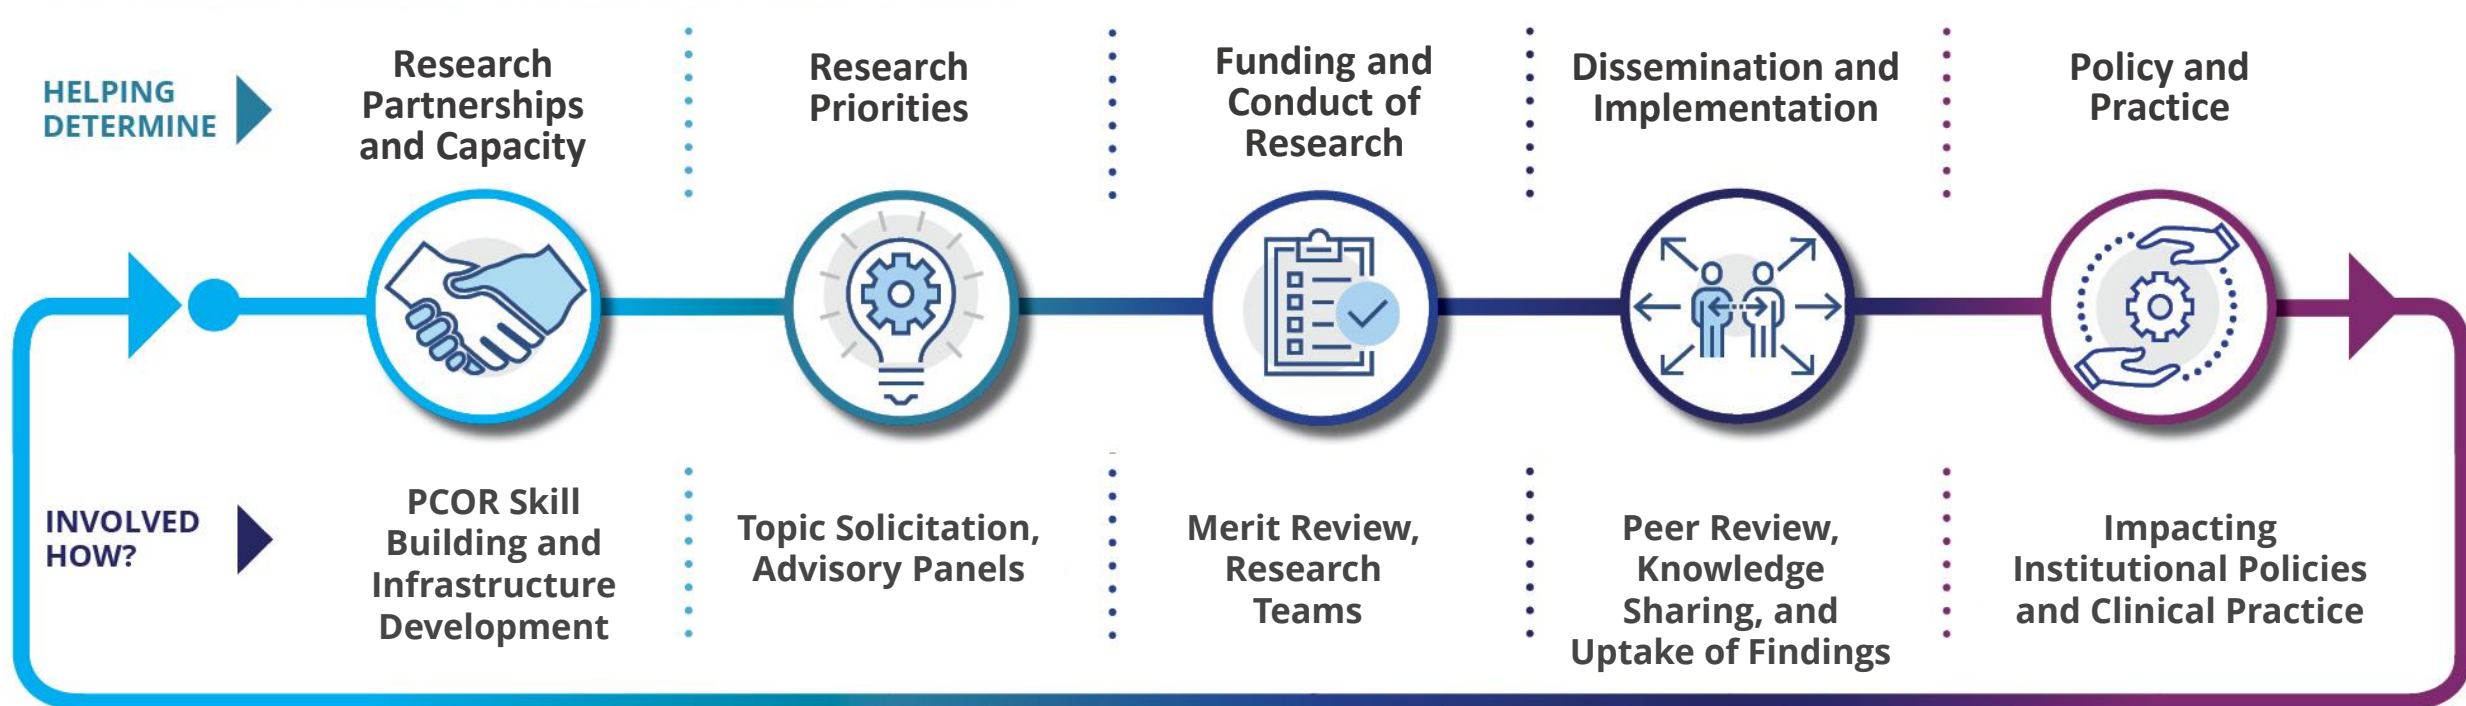 HELPING
DETERMINE
Research
Partnerships
and Capacity
Research
Priorities
Funding and
Conduct of
Research
Dissemination and
Implementation
Policy and
Practice
INVOLVED
HOW?
PCOR Skill
Building and
Infrastructure
Development
Topic Solicitation,
Advisory Panels
Merit Review,
Research
Teams
Peer Review,
Knowledge
Sharing, and
Uptake of Findings
Impacting
Institutional Policies
and Clinical Practice